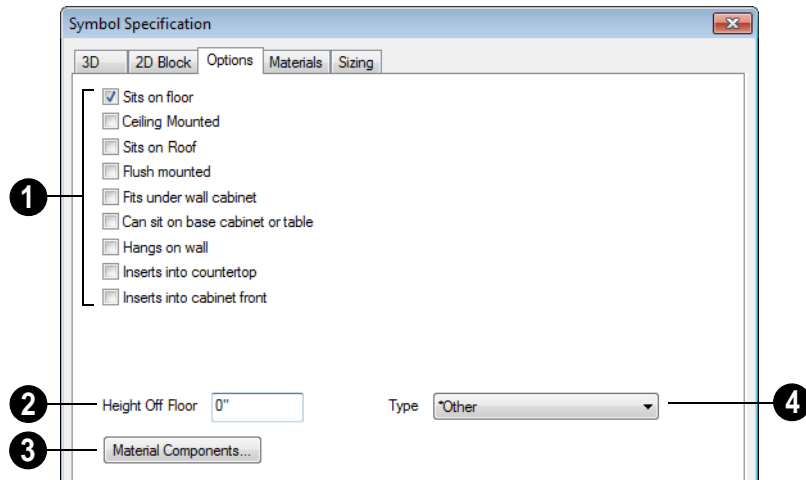 Symbol Specification
3D 2D Block Options Materials Sizing
Sits on floor
Ceiling Mounted
Sits on Roof
Flush mounted
1 Fits under wall cabinet
Can sit on base cabinet or table
Hangs on wall
Inserts into countertop
Inserts into cabinet front
2 Height Off Floor 0" Type *Other 4
3 Material Components...